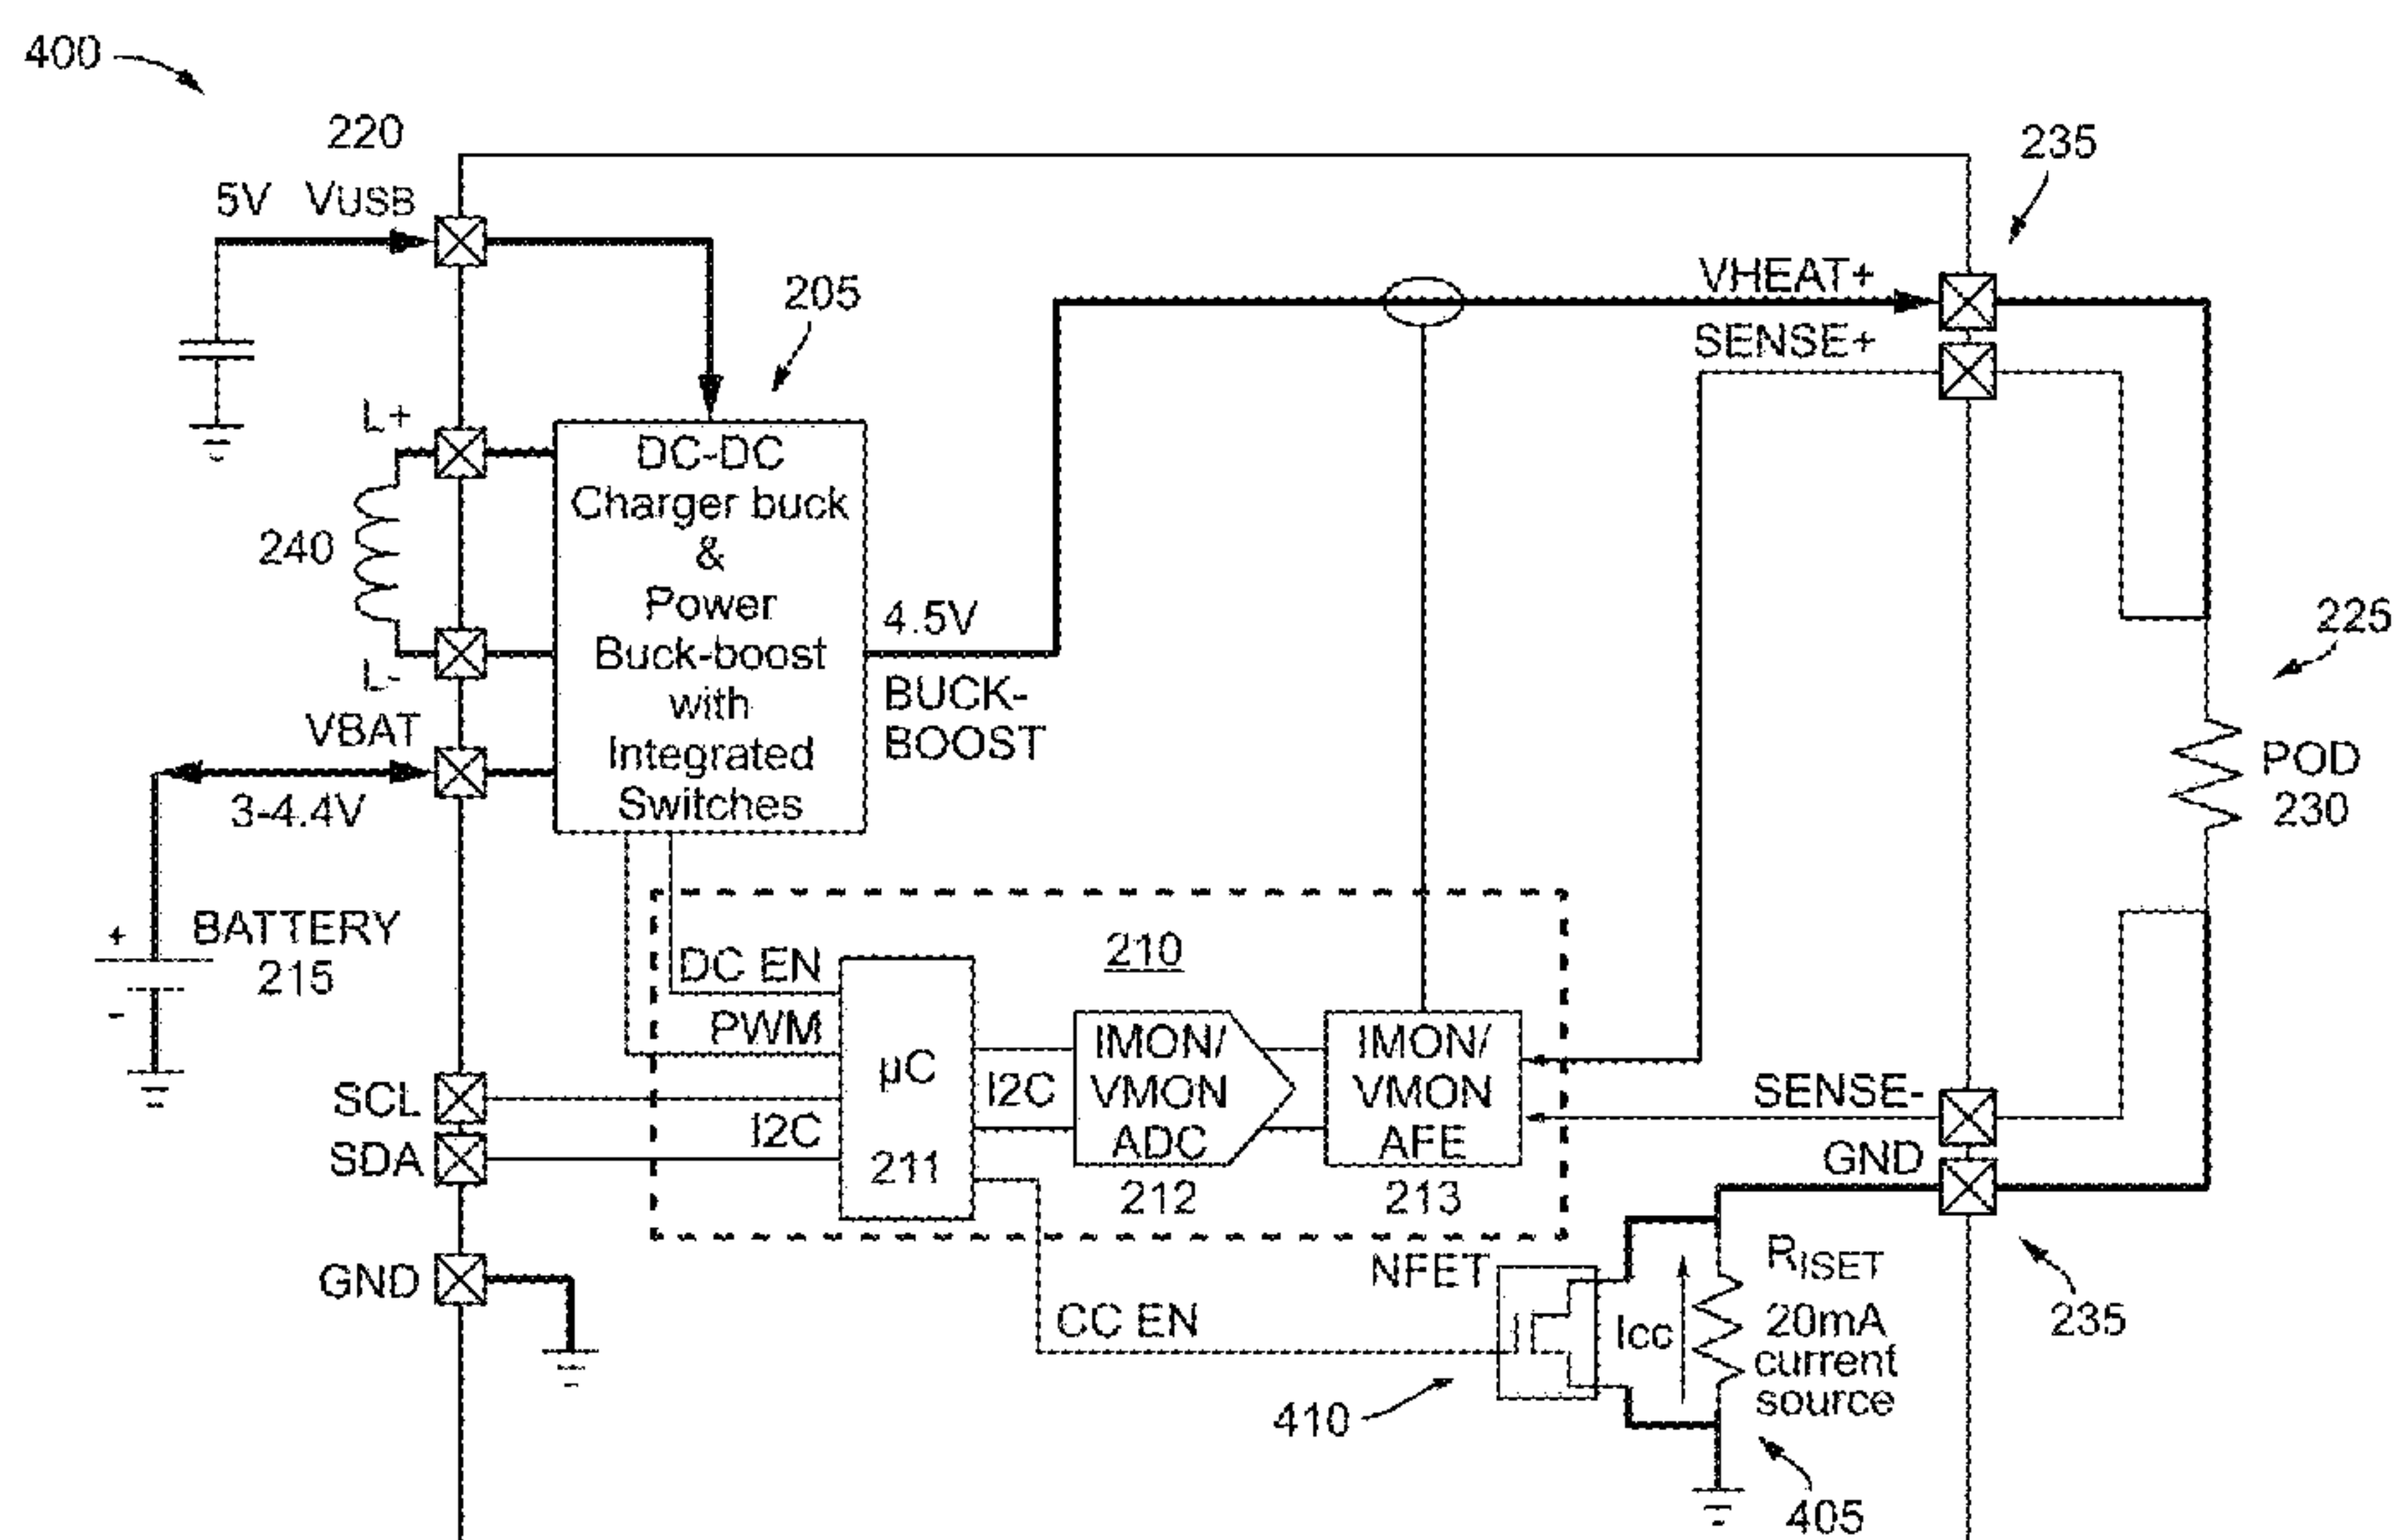 400
220
235
5V VUSB
205
VHEAT+
SENSE+
L+
DC-DC
Charger buck
&
Power
Buck-boost
with
Integrated
Switches
240
4.5V
BUCK-
BOOST
L-
VBAT
3-4.4V
225
POD
230
+
BATTERY
215
-
DC EN
210
PWM
µC
211
I2C
IMON/
VMON
ADC
212
IMON/
VMON
AFE
213
SENSE-
SCL
I2C
SDA
GND
GND
NFET
RISET
20mA
current
source
Icc
CC EN
235
410
405